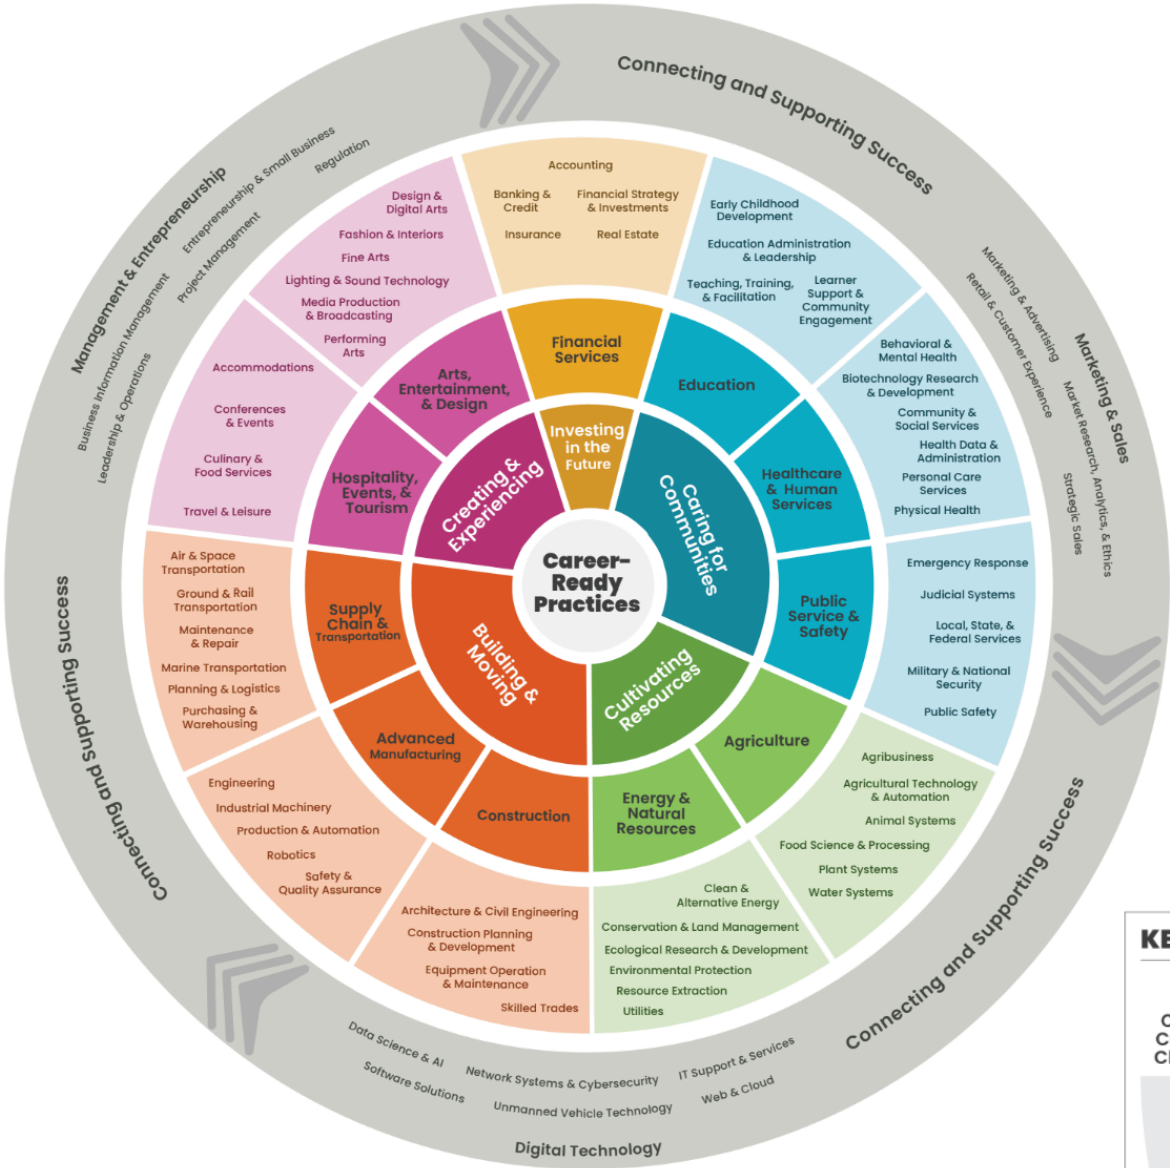 Connecting and Supporting Success
Management & Entrepreneurship
Entrepreneurship & Small Business
Regulation
Project Management
Business Information Management
Leadership & Operations
Marketing & Sales
Marketing & Advertising
Retail & Customer Experience
Market Research, Analytics, & Ethics
Strategic Sales
Connecting and Supporting Success
Digital Technology
Data Science & AI
Network Systems & Cybersecurity
IT Support & Services
Software Solutions
Unmanned Vehicle Technology
Web & Cloud
Connecting and Supporting Success
Career-
Ready
Practices
Investing
in the
Future
Financial
Services
Accounting
Banking &
Credit
Financial Strategy
& Investments
Insurance
Real Estate
Caring for
Communities
Education
Early Childhood
Development
Education Administration
& Leadership
Teaching, Training,
& Facilitation
Learner
Support &
Community
Engagement
Healthcare
& Human
Services
Behavioral &
Mental Health
Biotechnology Research
& Development
Community &
Social Services
Health Data &
Administration
Personal Care
Services
Physical Health
Public
Service &
Safety
Emergency Response
Judicial Systems
Local, State, &
Federal Services
Military & National
Security
Public Safety
Cultivating
Resources
Agriculture
Agribusiness
Agricultural Technology
& Automation
Animal Systems
Food Science & Processing
Plant Systems
Water Systems
Energy &
Natural
Resources
Clean &
Alternative Energy
Conservation & Land Management
Ecological Research & Development
Environmental Protection
Resource Extraction
Utilities
Building &
Moving
Construction
Architecture & Civil Engineering
Construction Planning
& Development
Equipment Operation
& Maintenance
Skilled Trades
Advanced
Manufacturing
Engineering
Industrial Machinery
Production & Automation
Robotics
Safety &
Quality Assurance
Supply
Chain &
Transportation
Air & Space
Transportation
Ground & Rail
Transportation
Maintenance
& Repair
Marine Transportation
Planning & Logistics
Purchasing &
Warehousing
Creating &
Experiencing
Hospitality,
Events, &
Tourism
Accommodations
Conferences
& Events
Culinary &
Food Services
Travel & Leisure
Arts,
Entertainment,
& Design
Design &
Digital Arts
Fashion & Interiors
Fine Arts
Lighting & Sound Technology
Media Production
& Broadcasting
Performing
Arts